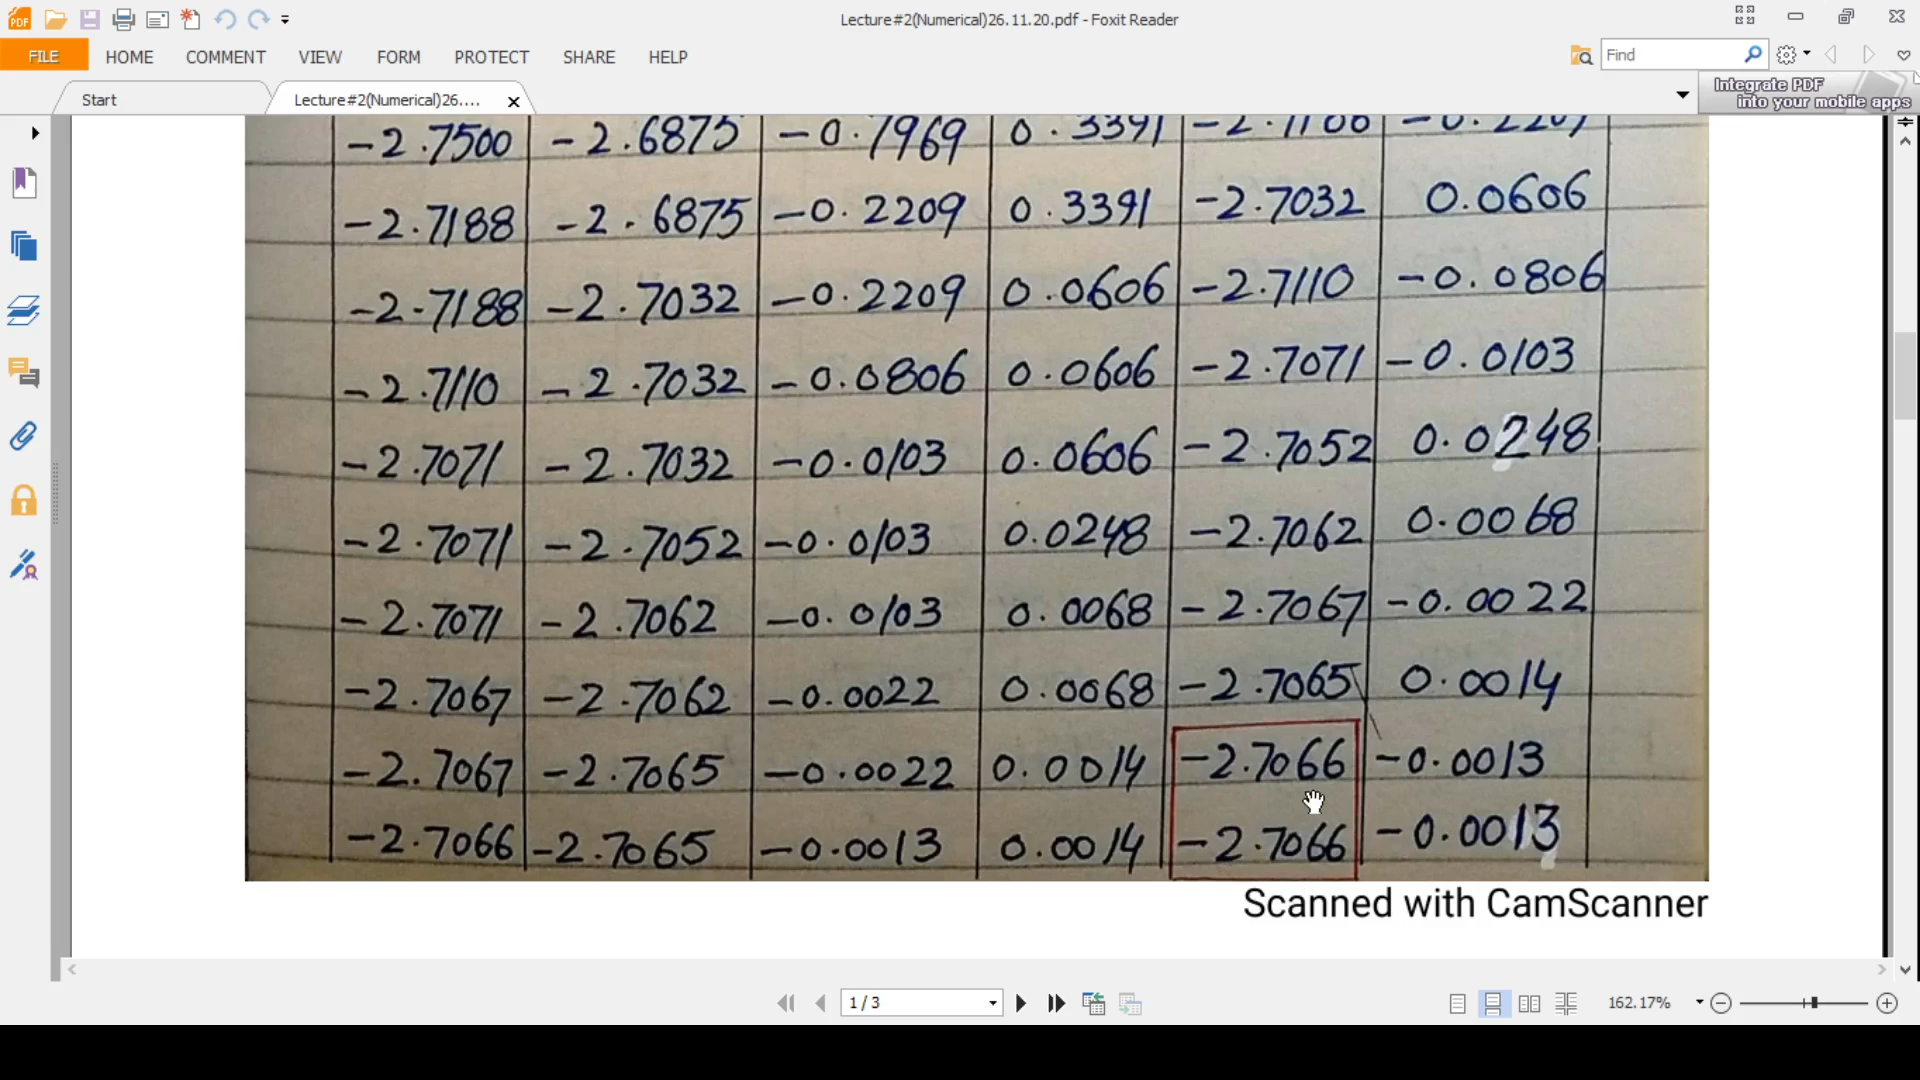 Lecture#2(Numerical)26.11.20.pdf - Foxit Reader
FILE HOME COMMENT VIEW FORM PROTECT SHARE HELP
Find
Start
Lecture#2(Numerical)26....
Integrate PDF
into your mobile apps
-2.7500 -2.6875 -0.7969 0.3391
-2.7188 -2.6875 -0.2209 0.3391 -2.7032 0.0606
-2.7188 -2.7032 -0.2209 0.0606 -2.7110 -0.0806
-2.7110 -2.7032 -0.0806 0.0606 -2.7071 -0.0103
-2.7071 -2.7032 -0.0103 0.0606 -2.7052 0.0248
-2.7071 -2.7052 -0.0103 0.0248 -2.7062 0.0068
-2.7071 -2.7062 -0.0103 0.0068 -2.7067 -0.0022
-2.7067 -2.7062 -0.0022 0.0068 -2.7065 0.0014
-2.7067 -2.7065 -0.0022 0.0014 -2.7066 -0.0013
-2.7066 -2.7065 -0.0013 0.0014 -2.7066 -0.0013
Scanned with CamScanner
1 / 3
162.17%